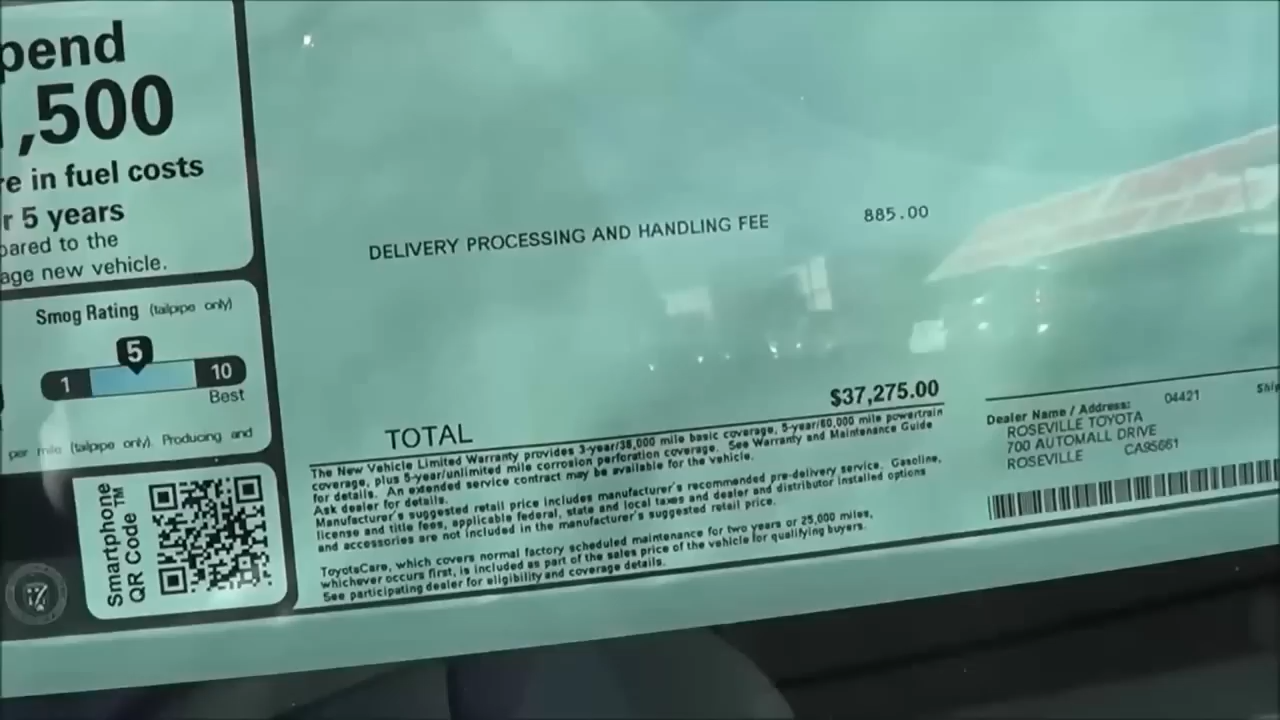 pend
,500
re in fuel costs
r 5 years
pared to the
age new vehicle.
Smog Rating (tailpipe only)
5
1
10
Best
per mile (tailpipe only). Producing and
Smartphone
QR Code™
DELIVERY PROCESSING AND HANDLING FEE 885.00
TOTAL $37,275.00
The New Vehicle Limited Warranty provides 3-year/36,000 mile basic coverage, 5-year/60,000 mile powertrain
coverage, plus 5-year/unlimited mile corrosion perforation coverage. See Warranty and Maintenance Guide
for details. An extended service contract may be available for the vehicle.
Ask dealer for details.
Manufacturer's suggested retail price includes manufacturer's recommended pre-delivery service. Gasoline,
license and title fees, applicable federal, state and local taxes and dealer and distributor installed options
and accessories are not included in the manufacturer's suggested retail price.
ToyotaCare, which covers normal factory scheduled maintenance for two years or 25,000 miles,
whichever occurs first, is included as part of the sales price of the vehicle for qualifying buyers.
See participating dealer for eligibility and coverage details.
Dealer Name / Address: 04421
ROSEVILLE TOYOTA
700 AUTOMALL DRIVE
ROSEVILLE CA95661
Ship